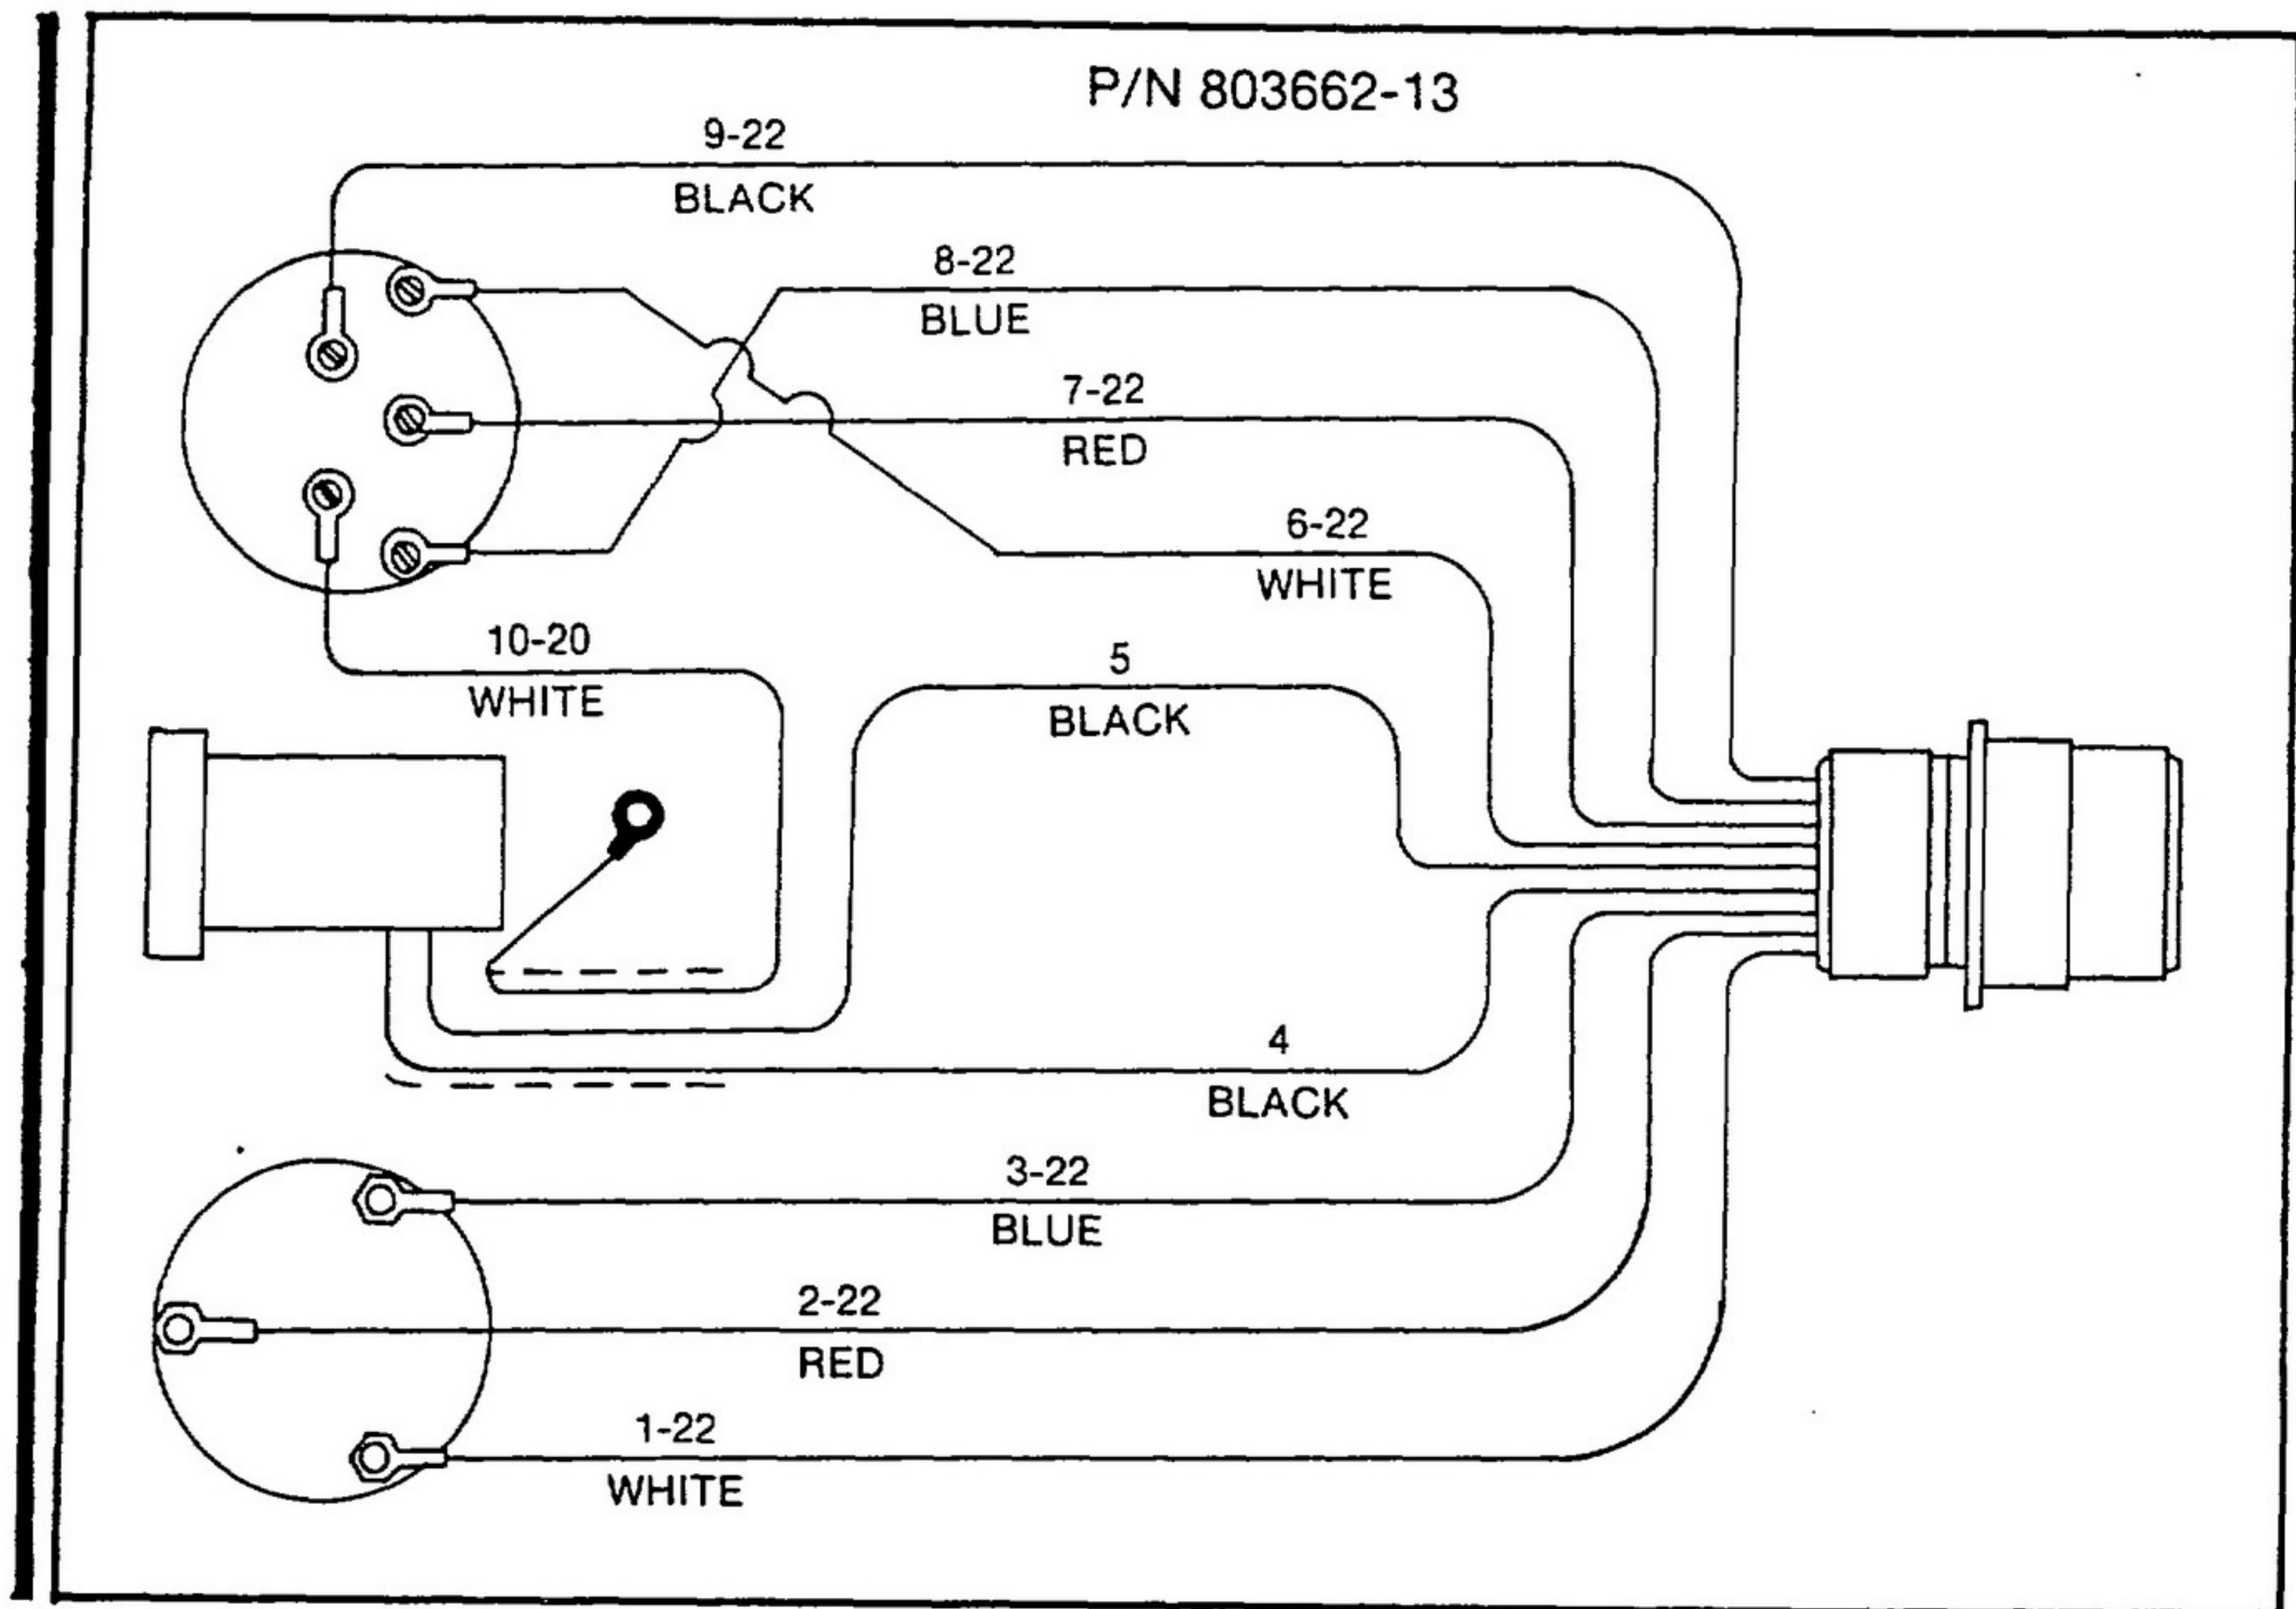 P/N 803662-13
9-22
BLACK
8-22
BLUE
7-22
RED
6-22
WHITE
10-20
WHITE
5
BLACK
4
BLACK
3-22
BLUE
2-22
RED
1-22
WHITE